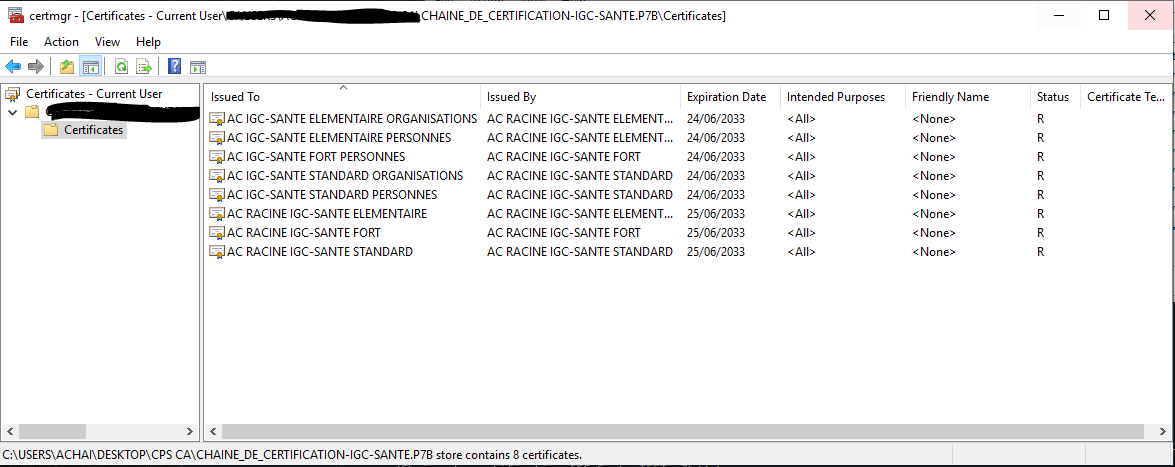 certmgr - [Certificates - Current User\CHAINE_DE_CERTIFICATION-IGC-SANTE.P7B\Certificates]
File Action View Help
Certificates - Current User
Certificates
Issued To Issued By Expiration Date Intended Purposes Friendly Name Status Certificate Te...
AC IGC-SANTE ELEMENTAIRE ORGANISATIONS AC RACINE IGC-SANTE ELEMENT... 24/06/2033 <All> <None> R
AC IGC-SANTE ELEMENTAIRE PERSONNES AC RACINE IGC-SANTE ELEMENT... 24/06/2033 <All> <None> R
AC IGC-SANTE FORT PERSONNES AC RACINE IGC-SANTE FORT 24/06/2033 <All> <None> R
AC IGC-SANTE STANDARD ORGANISATIONS AC RACINE IGC-SANTE STANDARD 24/06/2033 <All> <None> R
AC IGC-SANTE STANDARD PERSONNES AC RACINE IGC-SANTE STANDARD 24/06/2033 <All> <None> R
AC RACINE IGC-SANTE ELEMENTAIRE AC RACINE IGC-SANTE ELEMENT... 25/06/2033 <All> <None> R
AC RACINE IGC-SANTE FORT AC RACINE IGC-SANTE FORT 25/06/2033 <All> <None> R
AC RACINE IGC-SANTE STANDARD AC RACINE IGC-SANTE STANDARD 25/06/2033 <All> <None> R
C:\USERS\ACHAI\DESKTOP\CPS CA\CHAINE_DE_CERTIFICATION-IGC-SANTE.P7B store contains 8 certificates.